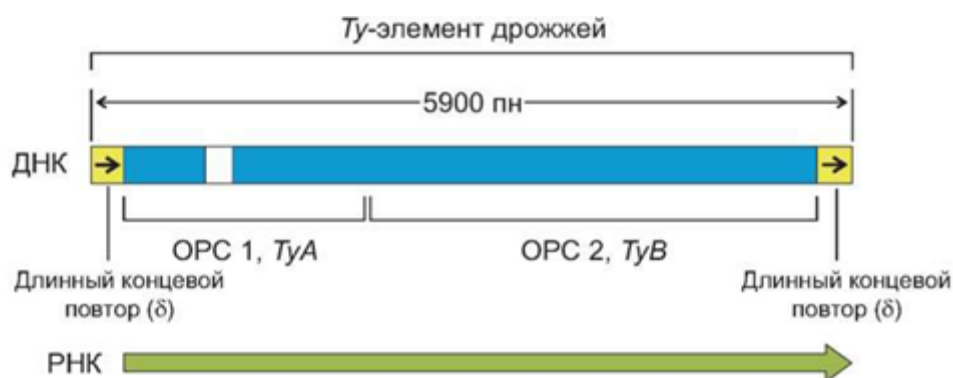 Ty-элемент дрожжей
5900 пн
ДНК
ОРС 1, TyA
ОРС 2, TyB
Длинный концевой
повтор (δ)
Длинный концевой
повтор (δ)
РНК